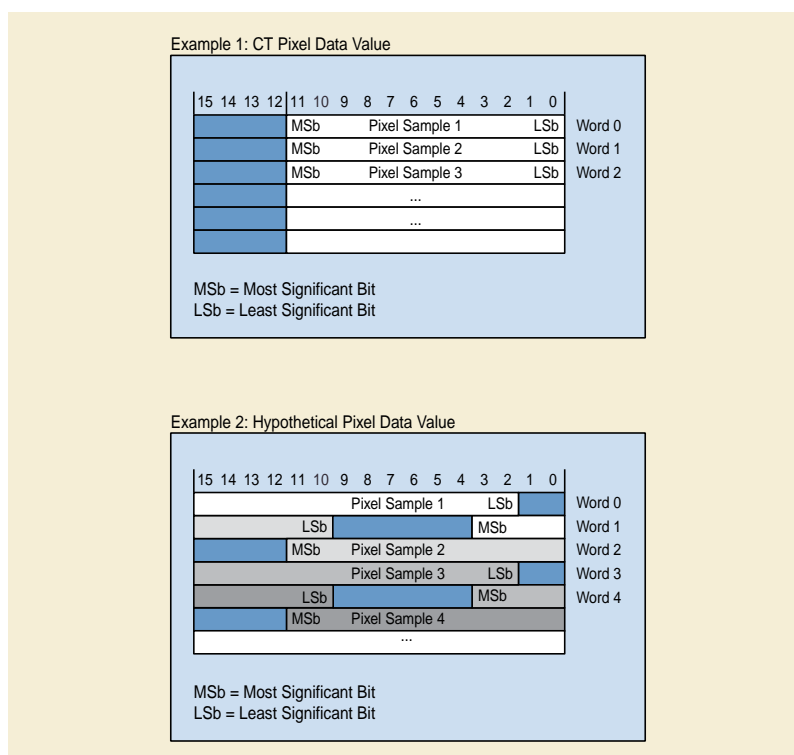 Example 1: CT Pixel Data Value
15 14 13 12 11 10 9 8 7 6 5 4 3 2 1 0
MSb Pixel Sample 1 LSb Word 0
MSb Pixel Sample 2 LSb Word 1
MSb Pixel Sample 3 LSb Word 2
...
...
MSb = Most Significant Bit
LSb = Least Significant Bit
Example 2: Hypothetical Pixel Data Value
15 14 13 12 11 10 9 8 7 6 5 4 3 2 1 0
Pixel Sample 1 LSb Word 0
LSb MSb Word 1
MSb Pixel Sample 2 Word 2
Pixel Sample 3 LSb Word 3
LSb MSb Word 4
MSb Pixel Sample 4
...
MSb = Most Significant Bit
LSb = Least Significant Bit